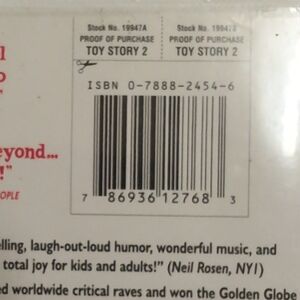 Stock No. 19947A
PROOF OF PURCHASE
TOY STORY 2
Stock No. 19947B
PROOF OF PURCHASE
TOY STORY 2
ISBN 0-7888-2454-6
7 86936 12768 3
eyond...
!"
PEOPLE
elling, laugh-out-loud humor, wonderful music, and
total joy for kids and adults!" (Neil Rosen, NY1)
ed worldwide critical raves and won the Golden Globe